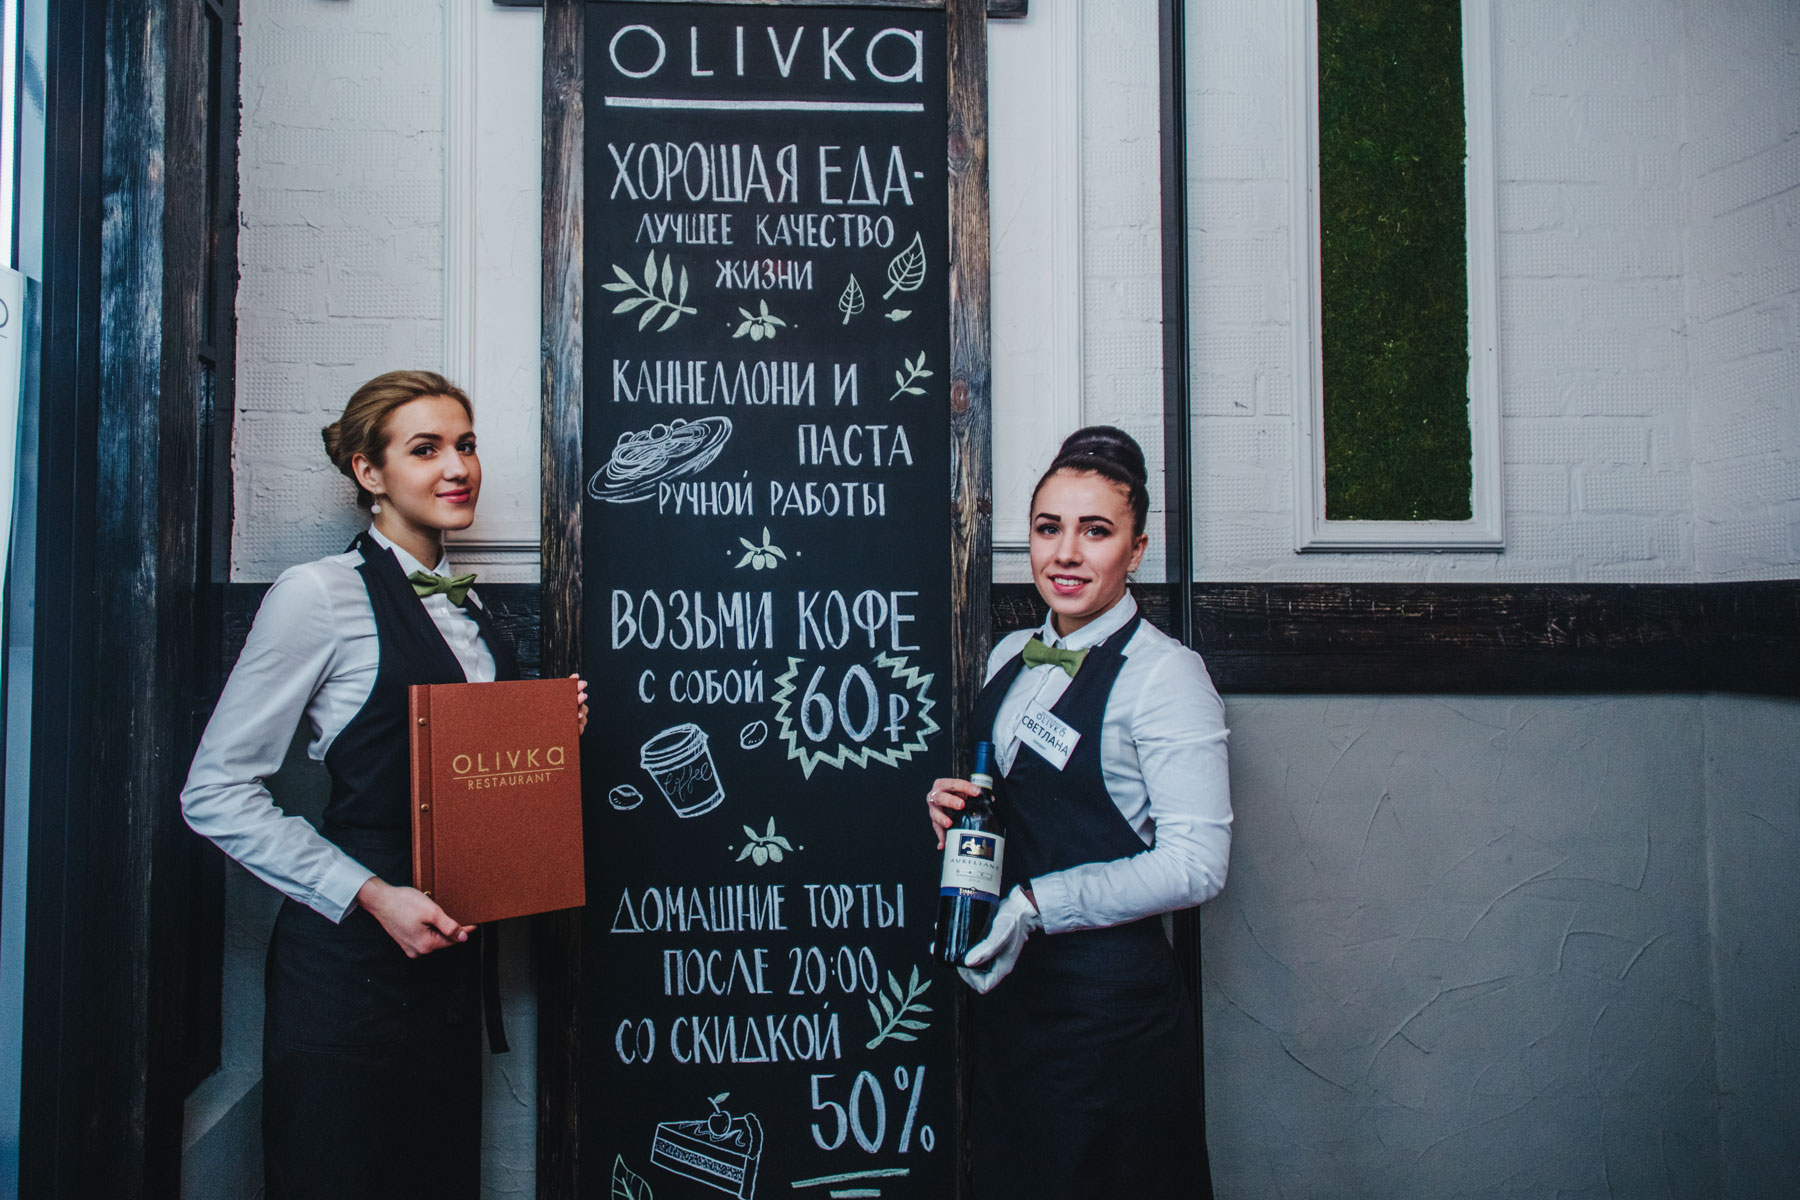 OLIVKA
ХОРОШАЯ ЕДА-
ЛУЧШЕЕ КАЧЕСТВО
ЖИЗНИ
КАННЕЛЛОНИ И
ПАСТА
РУЧНОЙ РАБОТЫ
ВОЗЬМИ КОФЕ
С СОБОЙ 60₽
Coffee
ДОМАШНИЕ ТОРТЫ
ПОСЛЕ 20:00
СО СКИДКОЙ
50%
OLIVKA
RESTAURANT
OLIVKA
СВЕТЛАНА
AURELIANA